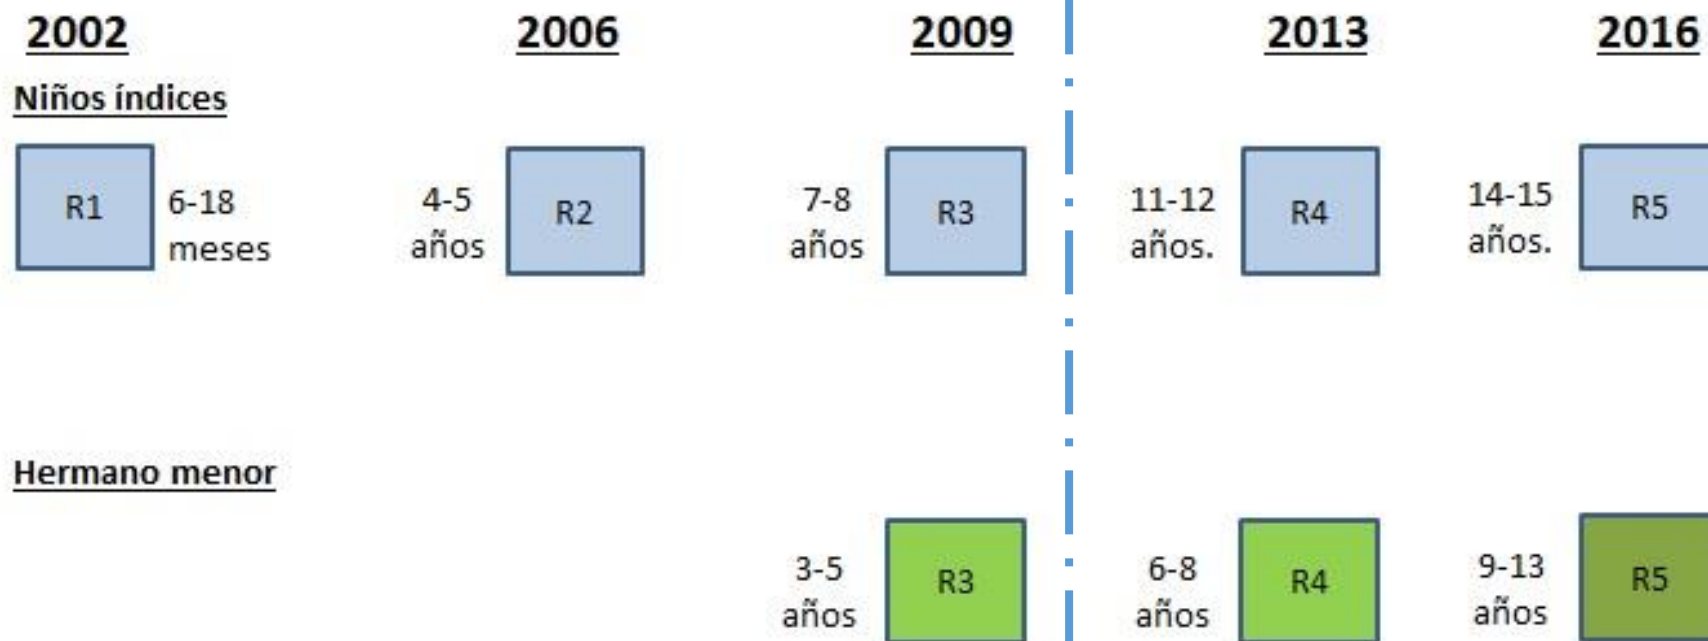 2002 2006 2009 2013 2016
Niños índices
R1 6-18 meses
4-5 años R2
7-8 años R3
11-12 años. R4
14-15 años. R5
Hermano menor
3-5 años R3
6-8 años R4
9-13 años R5